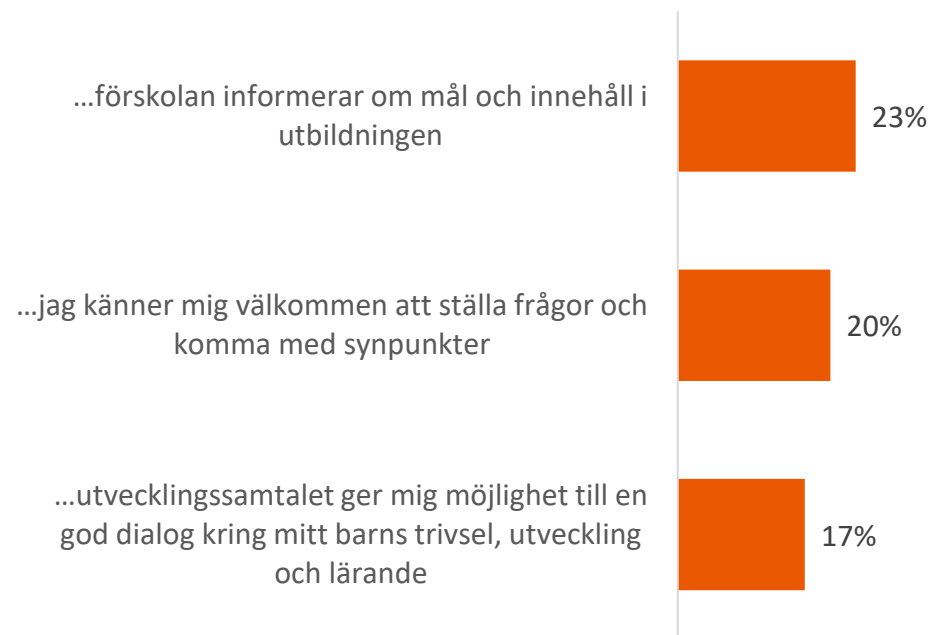 ...förskolan informerar om mål och innehåll i
utbildningen
23%
...jag känner mig välkommen att ställa frågor och
komma med synpunkter
20%
...utvecklingssamtalet ger mig möjlighet till en
god dialog kring mitt barns trivsel, utveckling
och lärande
17%